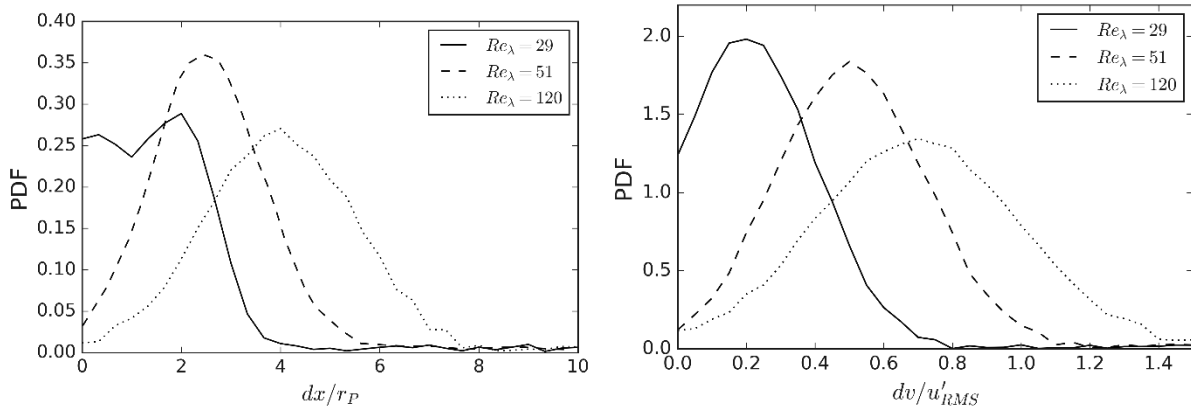 0.40
0.35
0.30
0.25
0.20
0.15
0.10
0.05
0.00
PDF
0 2 4 6 8 10
dx/r_P
Re_λ = 29
Re_λ = 51
Re_λ = 120
2.0
1.5
1.0
0.5
0.0
PDF
0.0 0.2 0.4 0.6 0.8 1.0 1.2 1.4
dv/u'_RMS
Re_λ = 29
Re_λ = 51
Re_λ = 120